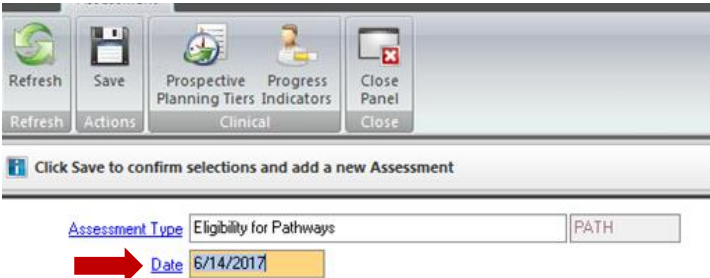 Refresh Save Prospective Progress Close
Planning Tiers Indicators Panel
Refresh Actions Clinical Close
Click Save to confirm selections and add a new Assessment
Assessment Type Eligibility for Pathways PATH
Date 6/14/2017